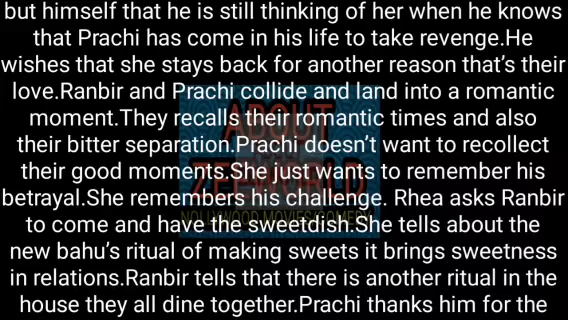 but himself that he is still thinking of her when he knows
that Prachi has come in his life to take revenge.He
wishes that she stays back for another reason that's their
love.Ranbir and Prachi collide and land into a romantic
moment.They recalls their romantic times and also
their bitter separation.Prachi doesn't want to recollect
their good moments.She just wants to remember his
betrayal.She remembers his challenge. Rhea asks Ranbir
to come and have the sweetdish.She tells about the
new bahu's ritual of making sweets it brings sweetness
in relations.Ranbir tells that there is another ritual in the
house they all dine together.Prachi thanks him for the
ABOUT
ZEEWORLD
NOLLYWOOD MOVIES/COMEDY